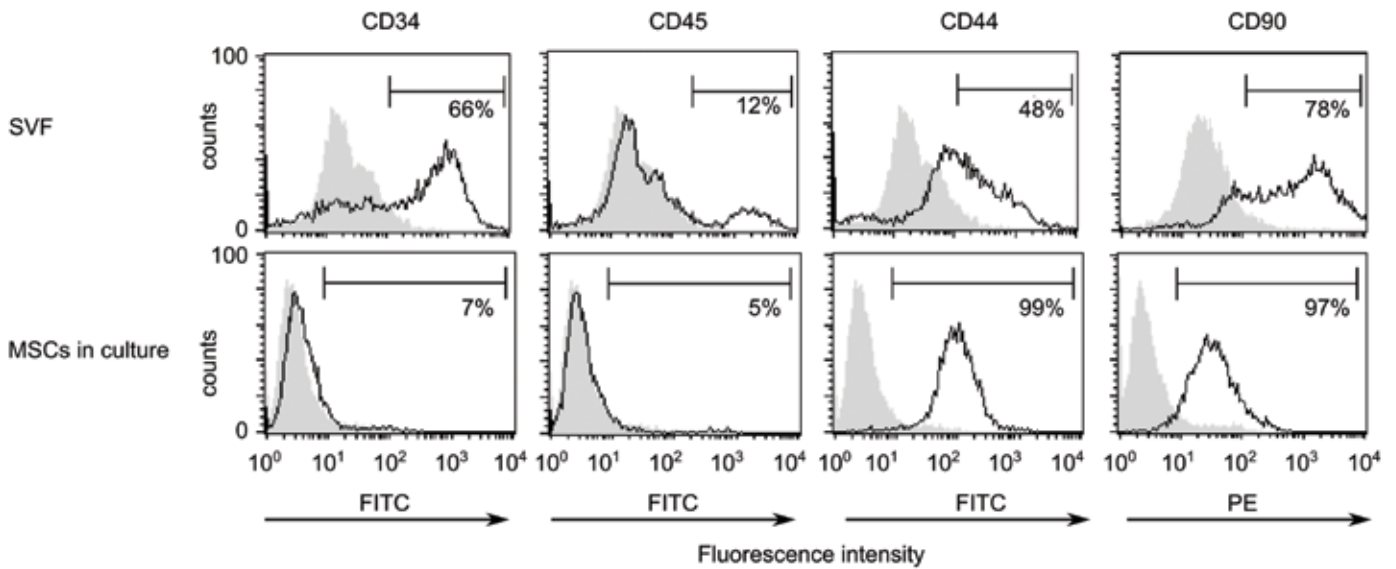 CD34 CD45 CD44 CD90
SVF
counts
100
0
66% 12% 48% 78%
MSCs in culture
counts
100
0
7% 5% 99% 97%
10⁰ 10¹ 10² 10³ 10⁴ 10⁰ 10¹ 10² 10³ 10⁴ 10⁰ 10¹ 10² 10³ 10⁴ 10⁰ 10¹ 10² 10³ 10⁴
FITC FITC FITC PE
Fluorescence intensity